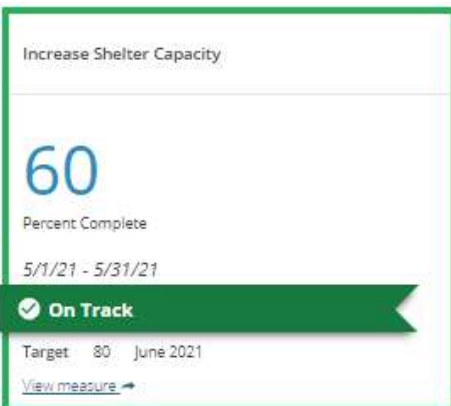 Increase Shelter Capacity
60
Percent Complete
5/1/21 - 5/31/21
On Track
Target 80 June 2021
View measure ➞